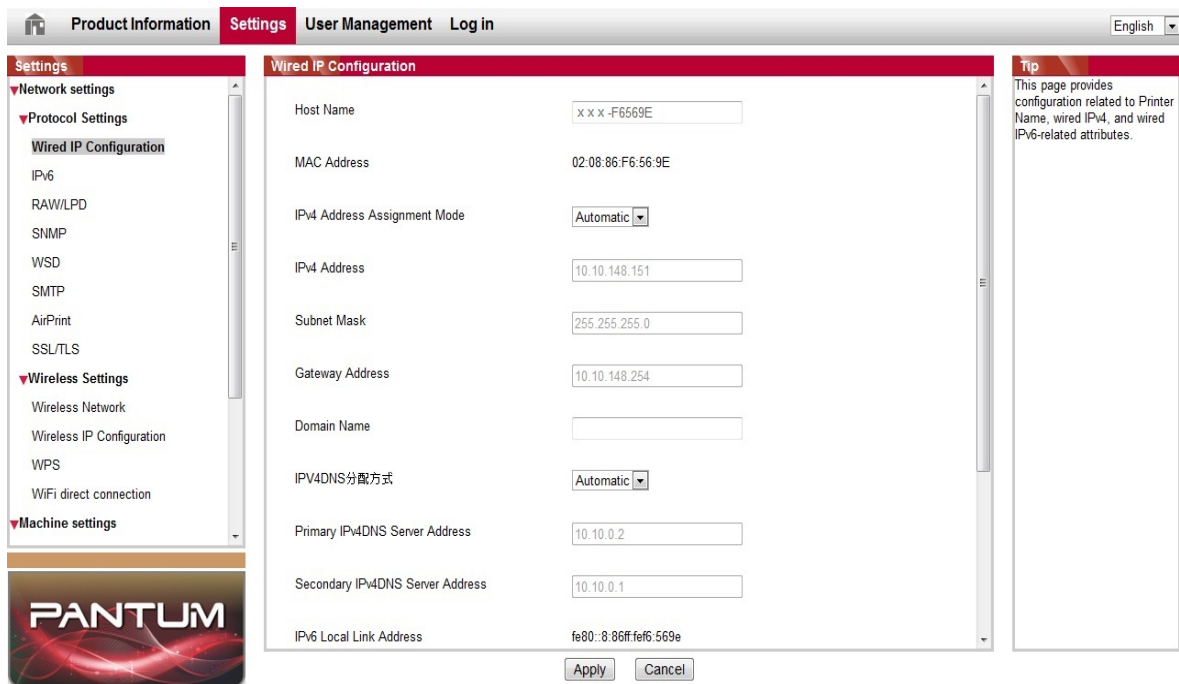 Product Information Settings User Management Log in English
Settings
Network settings
Protocol Settings
Wired IP Configuration
IPv6
RAW/LPD
SNMP
WSD
SMTP
AirPrint
SSL/TLS
Wireless Settings
Wireless Network
Wireless IP Configuration
WPS
WiFi direct connection
Machine settings
PANTUM
Wired IP Configuration
Host Name x x x -F6569E
MAC Address 02:08:86:F6:56:9E
IPv4 Address Assignment Mode Automatic
IPv4 Address 10.10.148.151
Subnet Mask 255.255.255.0
Gateway Address 10.10.148.254
Domain Name
IPV4DNS分配方式 Automatic
Primary IPv4DNS Server Address 10.10.0.2
Secondary IPv4DNS Server Address 10.10.0.1
IPv6 Local Link Address fe80::8:86ff:fef6:569e
Apply Cancel
Tip
This page provides
configuration related to Printer
Name, wired IPv4, and wired
IPv6-related attributes.